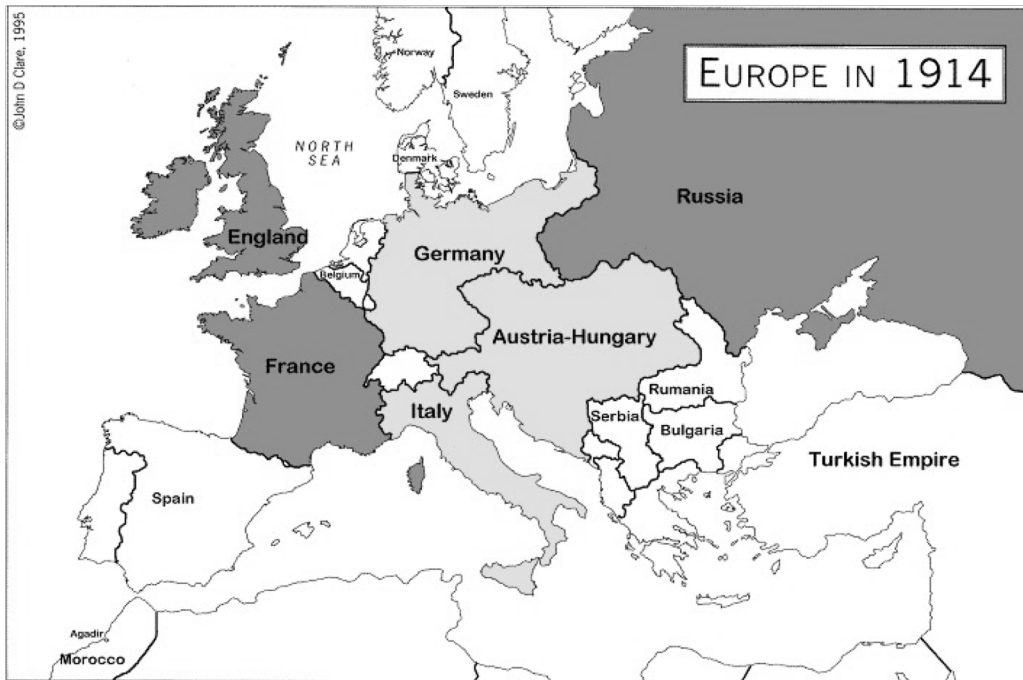 ©John D Clare, 1995
EUROPE IN 1914
Norway
Sweden
NORTH
SEA
Denmark
Russia
England
Germany
Belgium
Austria-Hungary
France
Rumania
Italy
Serbia
Bulgaria
Turkish Empire
Spain
Agadir
Morocco